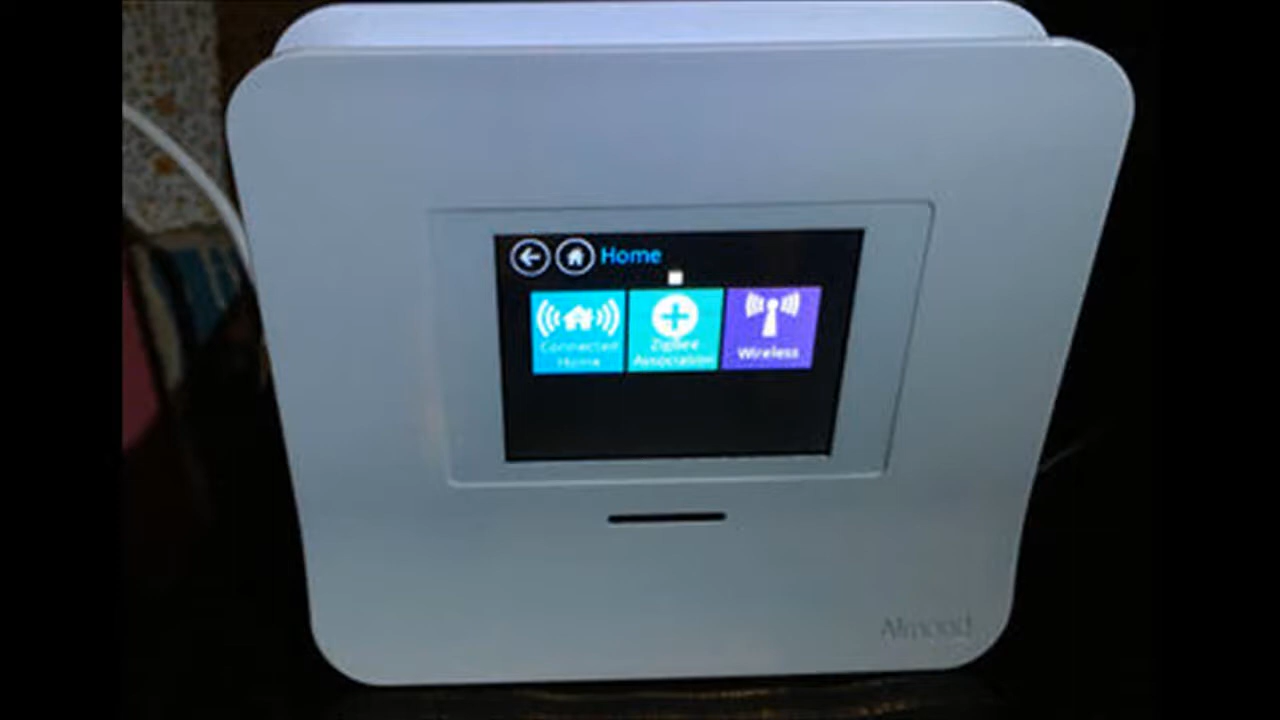 Home
Connected
Home
ZigBee
Association
Wireless
Almond